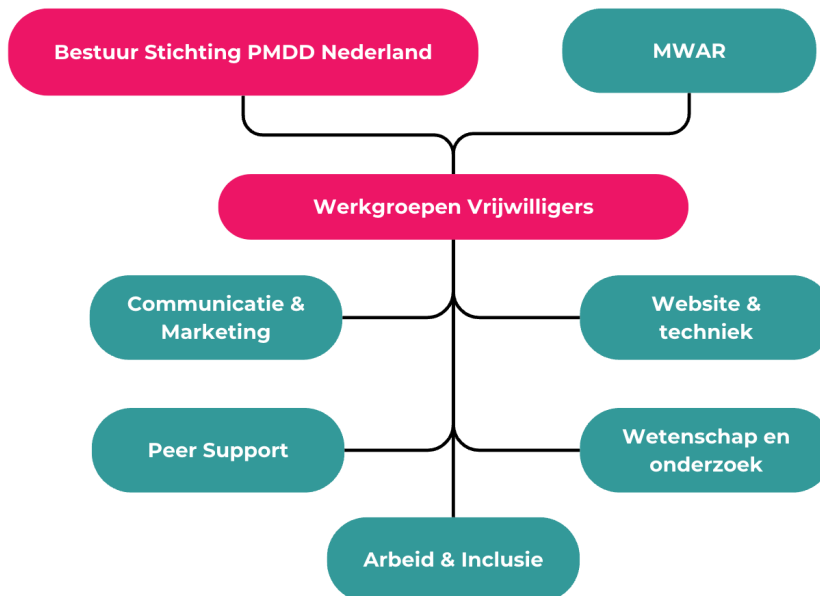 Bestuur Stichting PMDD Nederland
MWAR
Werkgroepen Vrijwilligers
Communicatie &
Marketing
Website &
techniek
Peer Support
Wetenschap en
onderzoek
Arbeid & Inclusie